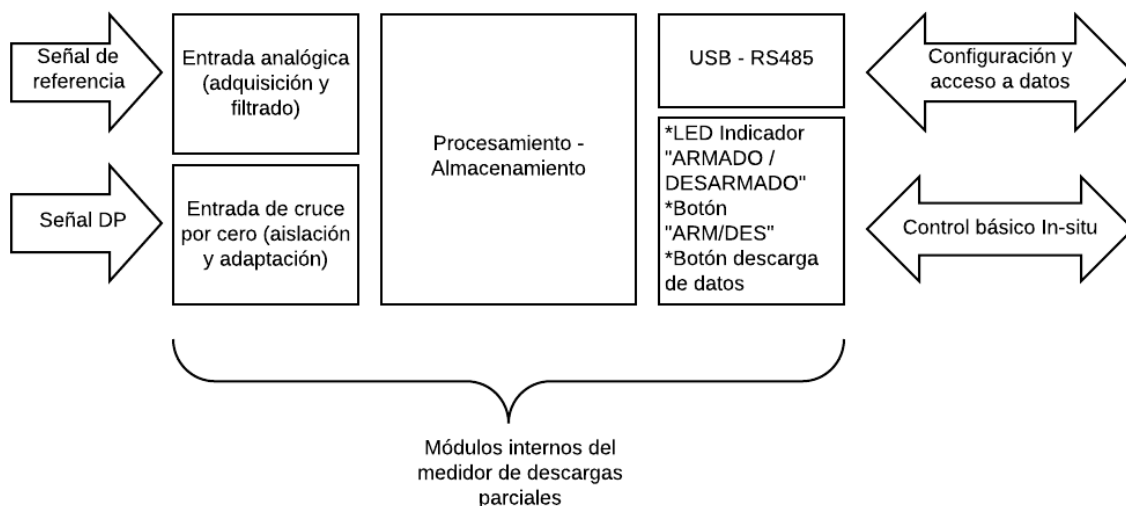 Señal de
referencia
Entrada analógica
(adquisición y
filtrado)
Señal DP
Entrada de cruce
por cero (aislación
y adaptación)
Procesamiento -
Almacenamiento
USB - RS485
*LED Indicador
"ARMADO /
DESARMADO"
*Botón
"ARM/DES"
*Botón descarga
de datos
Configuración y
acceso a datos
Control básico In-situ
Módulos internos del
medidor de descargas
parciales